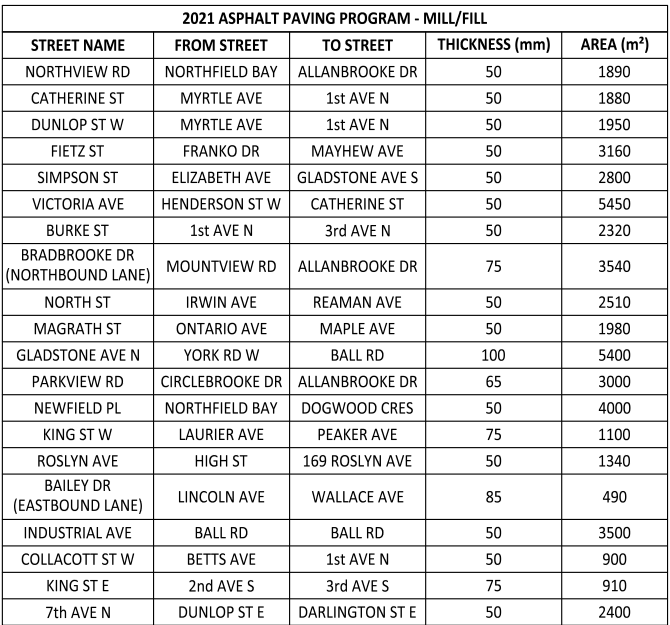 2021 ASPHALT PAVING PROGRAM - MILL/FILL
STREET NAME FROM STREET TO STREET THICKNESS (mm) AREA (m²)
NORTHVIEW RD NORTHFIELD BAY ALLANBROOKE DR 50 1890
CATHERINE ST MYRTLE AVE 1st AVE N 50 1880
DUNLOP ST W MYRTLE AVE 1st AVE N 50 1950
FIETZ ST FRANKO DR MAYHEW AVE 50 3160
SIMPSON ST ELIZABETH AVE GLADSTONE AVE S 50 2800
VICTORIA AVE HENDERSON ST W CATHERINE ST 50 5450
BURKE ST 1st AVE N 3rd AVE N 50 2320
BRADBROOKE DR
(NORTHBOUND LANE) MOUNTVIEW RD ALLANBROOKE DR 75 3540
NORTH ST IRWIN AVE REAMAN AVE 50 2510
MAGRATH ST ONTARIO AVE MAPLE AVE 50 1980
GLADSTONE AVE N YORK RD W BALL RD 100 5400
PARKVIEW RD CIRCLEBROOKE DR ALLANBROOKE DR 65 3000
NEWFIELD PL NORTHFIELD BAY DOGWOOD CRES 50 4000
KING ST W LAURIER AVE PEAKER AVE 75 1100
ROSLYN AVE HIGH ST 169 ROSLYN AVE 50 1340
BAILEY DR
(EASTBOUND LANE) LINCOLN AVE WALLACE AVE 85 490
INDUSTRIAL AVE BALL RD BALL RD 50 3500
COLLACOTT ST W BETTS AVE 1st AVE N 50 900
KING ST E 2nd AVE S 3rd AVE S 75 910
7th AVE N DUNLOP ST E DARLINGTON ST E 50 2400